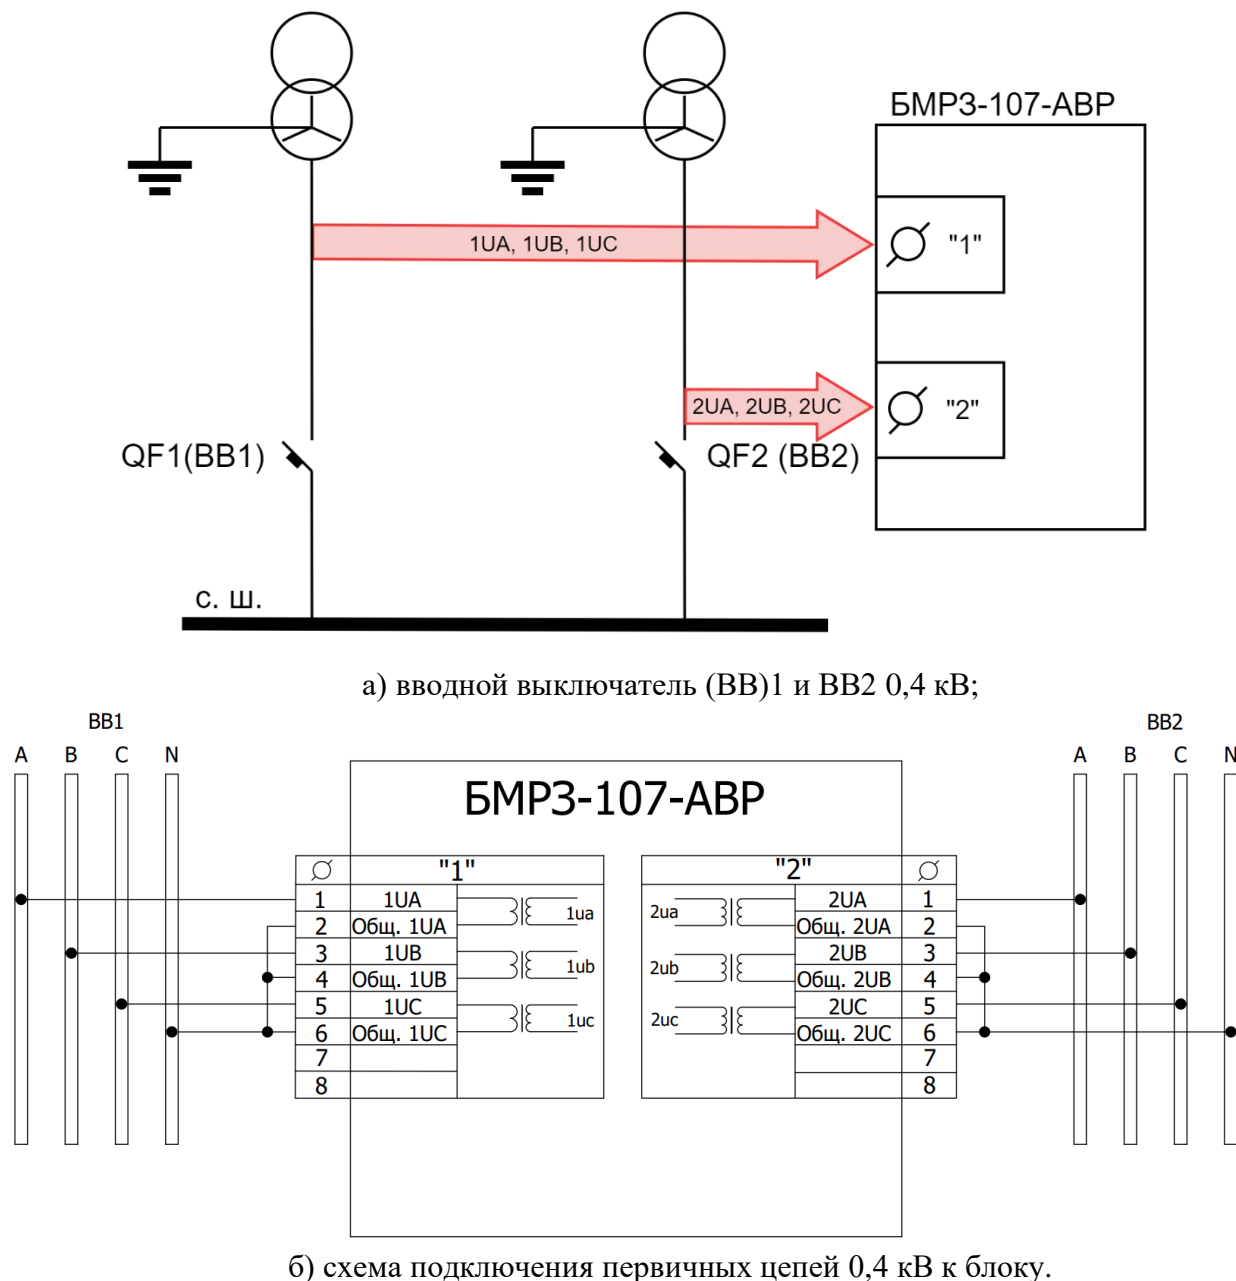 БМРЗ-107-АВР
1UA, 1UB, 1UC
"1"
2UA, 2UB, 2UC
"2"
QF1(ВВ1)
QF2 (ВВ2)
с. ш.
а) вводной выключатель (ВВ)1 и ВВ2 0,4 кВ;
ВВ1
ВВ2
A B C N
A B C N
БМРЗ-107-АВР
"1"
"2"
1 1UA 1ua
2 Общ. 1UA
3 1UB 1ub
4 Общ. 1UB
5 1UC 1uc
6 Общ. 1UC
7
8
2ua 2UA 1
Общ. 2UA 2
2ub 2UB 3
Общ. 2UB 4
2uc 2UC 5
Общ. 2UC 6
7
8
б) схема подключения первичных цепей 0,4 кВ к блоку.